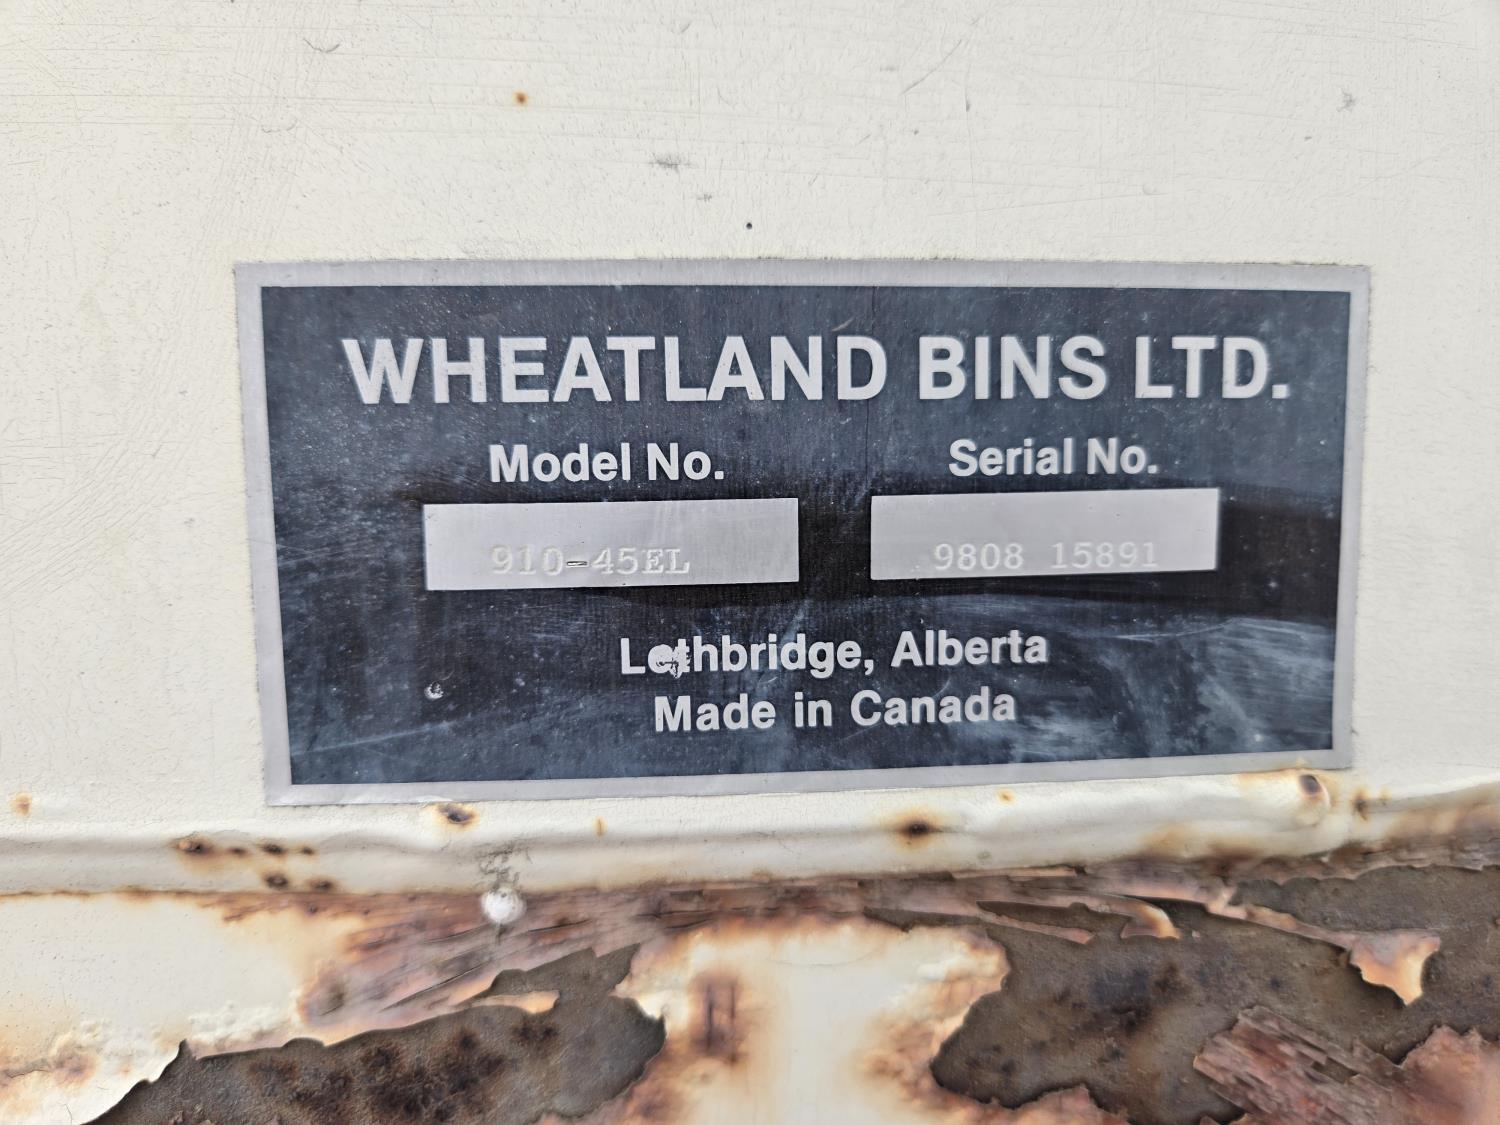 WHEATLAND BINS LTD.
Model No. Serial No.
910-45EL 9808 15891
Lethbridge, Alberta
Made in Canada